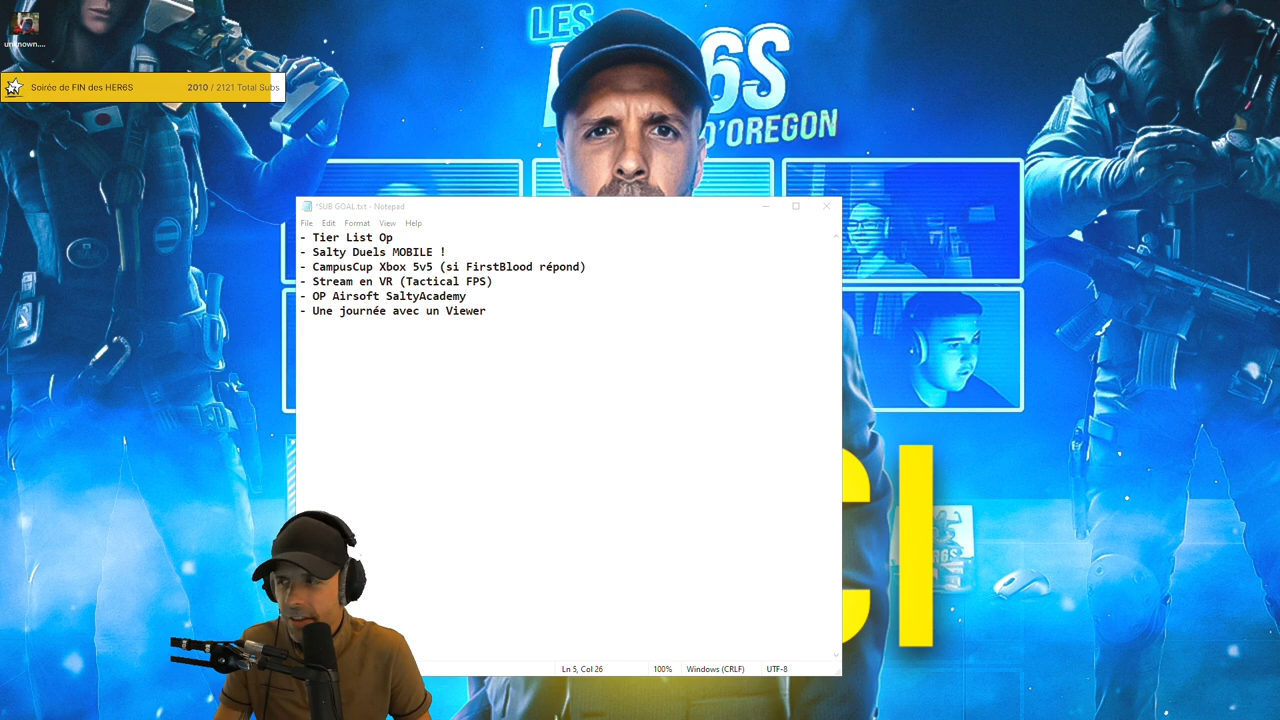 LES
6S
D'OREGON
unknown....
Soirée de FIN des HER6S 2010 / 2121 Total Subs
*SUB GOAL.txt - Notepad
File Edit Format View Help
- Tier List Op
- Salty Duels MOBILE !
- CampusCup Xbox 5v5 (si FirstBlood répond)
- Stream en VR (Tactical FPS)
- OP Airsoft SaltyAcademy
- Une journée avec un Viewer
CI
Ln 5, Col 26 100% Windows (CRLF) UTF-8